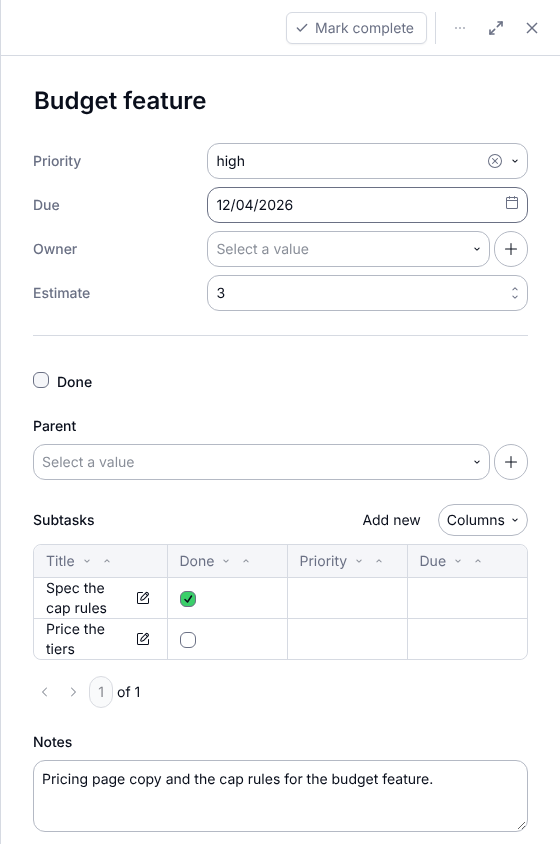 Mark complete
Budget feature
Priority
high
Due
12/04/2026
Owner
Select a value
Estimate
3
Done
Parent
Select a value
Subtasks
Add new
Columns
Title Done Priority Due
Spec the
cap rules
Price the
tiers
1 of 1
Notes
Pricing page copy and the cap rules for the budget feature.